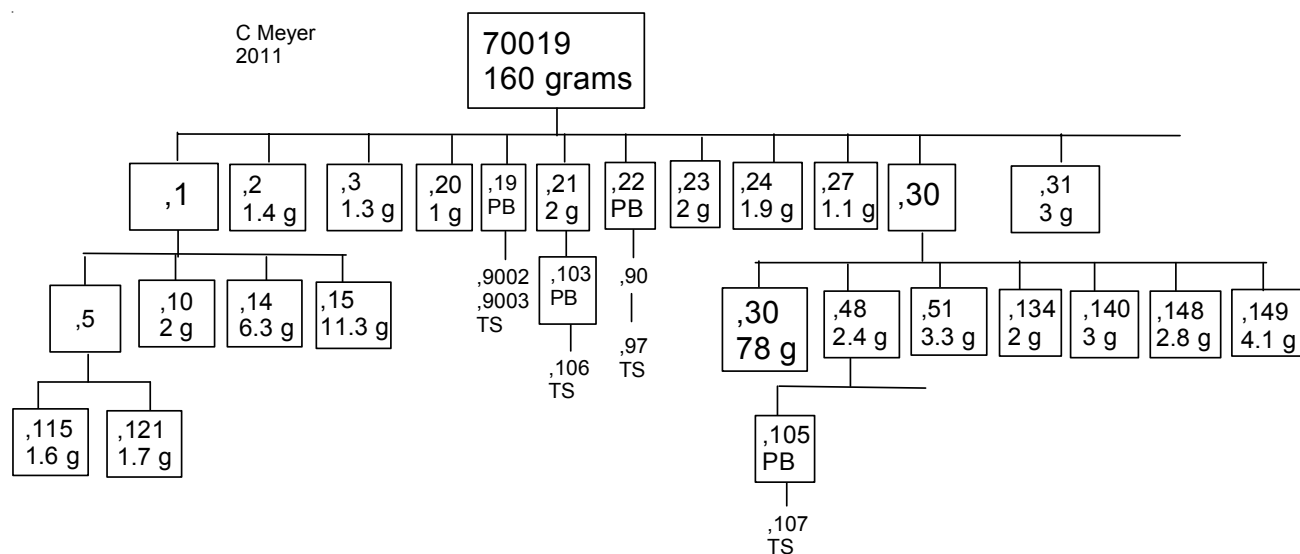 C Meyer
2011
70019
160 grams
,1
,2
1.4 g
,3
1.3 g
,20
1 g
,19
PB
,21
2 g
,22
PB
,23
2 g
,24
1.9 g
,27
1.1 g
,30
,31
3 g
,9002
,9003
TS
,103
PB
,106
TS
,90
,97
TS
,5
,10
2 g
,14
6.3 g
,15
11.3 g
,30
78 g
,48
2.4 g
,51
3.3 g
,134
2 g
,140
3 g
,148
2.8 g
,149
4.1 g
,115
1.6 g
,121
1.7 g
,105
PB
,107
TS